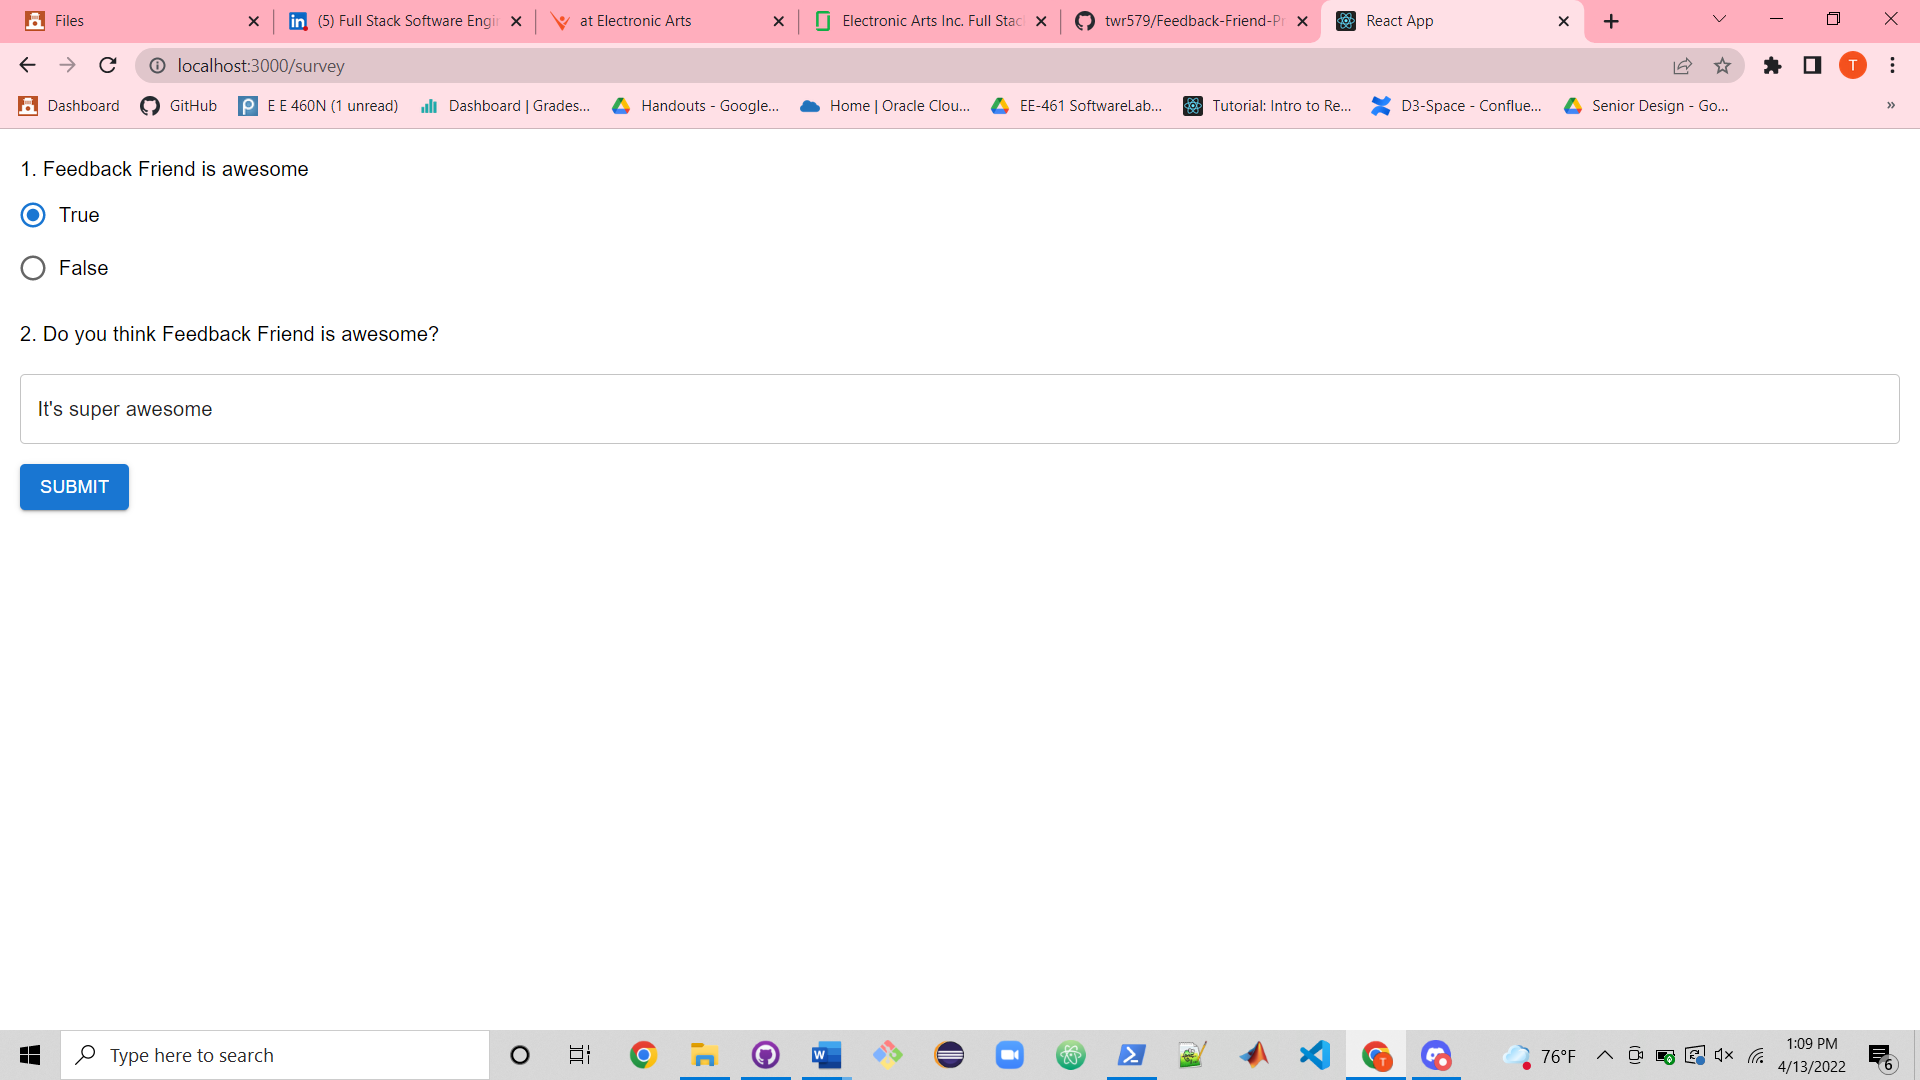 Files
(5) Full Stack Software Engin
at Electronic Arts
Electronic Arts Inc. Full Stac
twr579/Feedback-Friend-Pr
React App
localhost:3000/survey
T
Dashboard
GitHub
E E 460N (1 unread)
Dashboard | Grades...
Handouts - Google...
Home | Oracle Clou...
EE-461 SoftwareLab...
Tutorial: Intro to Re...
D3-Space - Conflue...
Senior Design - Go...
»
1. Feedback Friend is awesome
True
False
2. Do you think Feedback Friend is awesome?
It's super awesome
SUBMIT
Type here to search
76°F
1:09 PM
4/13/2022
6